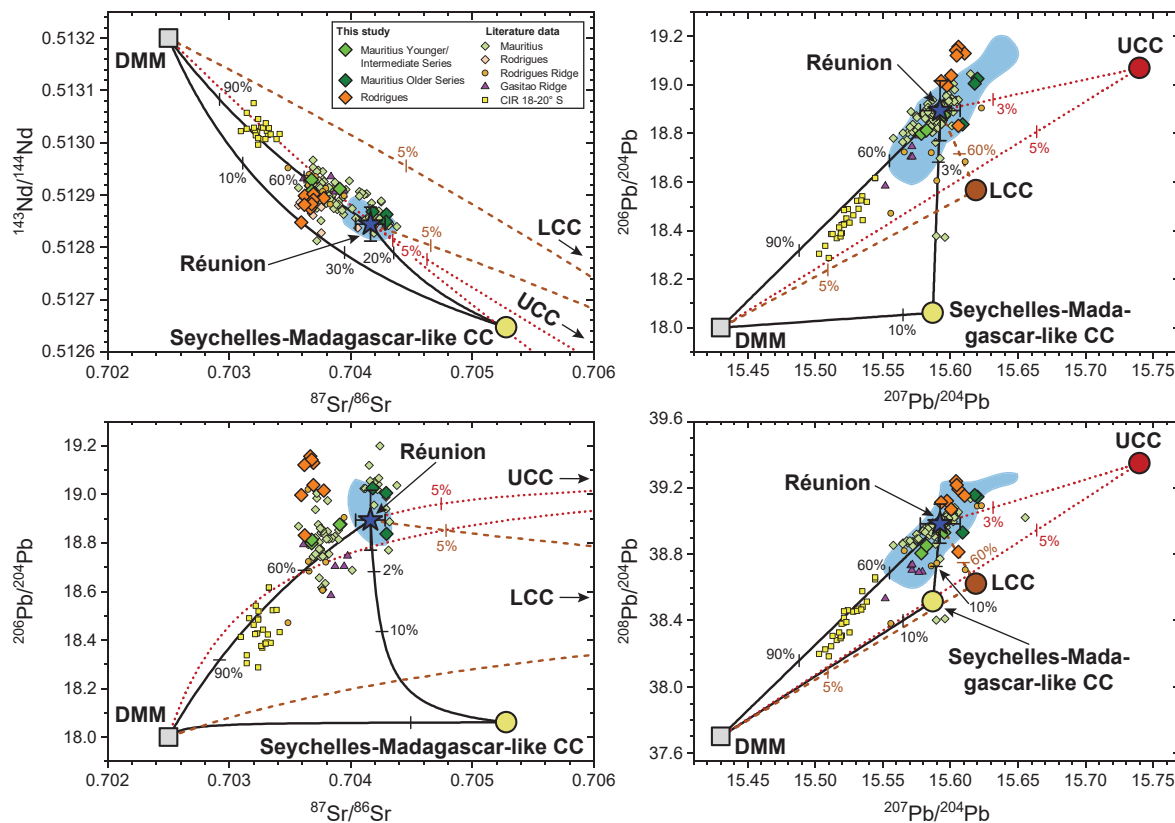 0.5132
0.5131
0.5130
0.5129
0.5128
0.5127
0.5126
¹⁴³Nd/¹⁴⁴Nd
DMM
90%
10%
60%
30%
20%
5%
5%
5%
5%
Réunion
LCC
UCC
Seychelles-Madagascar-like CC
0.702
0.703
0.704
0.705
0.706
⁸⁷Sr/⁸⁶Sr
This study
Mauritius Younger/
Intermediate Series
Mauritius Older Series
Rodrigues
Literature data
Mauritius
Rodrigues
Rodrigues Ridge
Gasitao Ridge
CIR 18-20° S
19.2
19.0
18.8
18.6
18.4
18.2
18.0
²⁰⁶Pb/²⁰⁴Pb
UCC
Réunion
3%
60%
60%
5%
3%
LCC
90%
5%
10%
DMM
Seychelles-Mada-
gascar-like CC
15.45
15.50
15.55
15.60
15.65
15.70
15.75
²⁰⁷Pb/²⁰⁴Pb
19.2
19.0
18.8
18.6
18.4
18.2
18.0
²⁰⁶Pb/²⁰⁴Pb
Réunion
UCC
5%
5%
5%
60%
2%
LCC
10%
90%
DMM
Seychelles-Madagascar-like CC
0.702
0.703
0.704
0.705
0.706
⁸⁷Sr/⁸⁶Sr
39.6
39.2
38.8
38.4
38.0
37.6
²⁰⁸Pb/²⁰⁴Pb
UCC
Réunion
3%
5%
60%
60%
LCC
10%
10%
90%
5%
Seychelles-Mada-
gascar-like CC
DMM
15.45
15.50
15.55
15.60
15.65
15.70
15.75
²⁰⁷Pb/²⁰⁴Pb